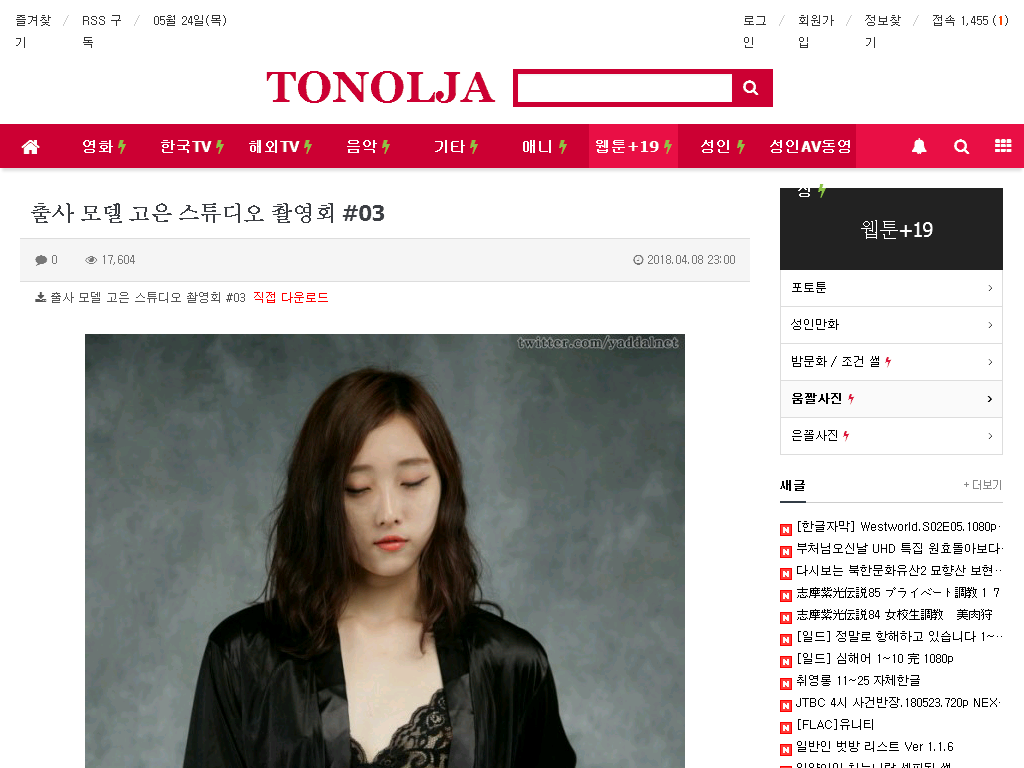 즐겨찾기 / RSS 구독 / 05월 24일(목)
로그인 / 회원가입 / 정보찾기 / 접속 1,455 (1)
TONOLJA
영화 한국TV 해외TV 음악 기타 애니 웹툰+19 성인 성인AV동영
출사 모델 고은 스튜디오 촬영회 #03
0 17,604 2018.04.08 23:00
출사 모델 고은 스튜디오 촬영회 #03 직접 다운로드
twitter.com/yaddalnet
상
웹툰+19
포토툰
성인만화
밤문화 / 조건 썰
움짤사진
은꼴사진
새글 + 더보기
[한글자막] Westworld.S02E05.1080p·
부처님오신날 UHD 특집 원효돌아보다·
다시보는 북한문화유산2 묘향산 보현··
志摩紫光伝説85 プライベート調教 1 7
志摩紫光伝説84 女校生調教 美肉狩
[일드] 정말로 항해하고 있습니다 1~··
[일드] 심해어 1~10 完 1080p
취영롱 11~25 자체한글
JTBC 4시 사건반장.180523.720p NEX·
[FLAC]유니티
일반인 벗방 리스트 Ver 1.1.6